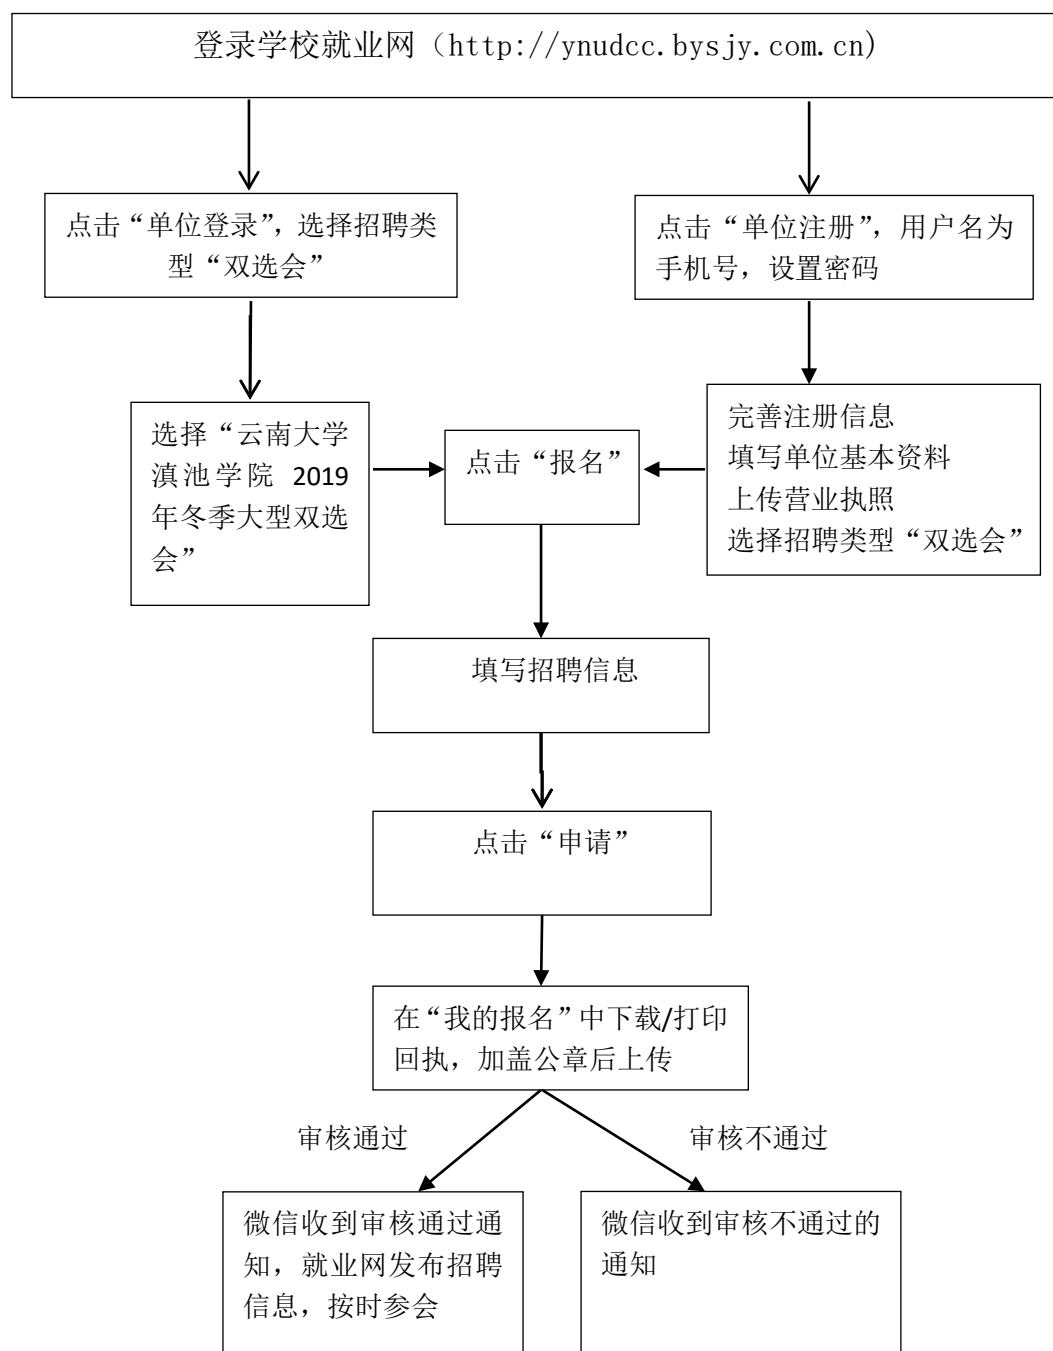 登录学校就业网（http://ynudcc.bysjy.com.cn)
点击“单位登录”，选择招聘类
型“双选会”
点击“单位注册”，用户名为
手机号，设置密码
选择“云南大学
滇池学院 2019
年冬季大型双选
会”
点击“报名”
完善注册信息
填写单位基本资料
上传营业执照
选择招聘类型“双选会”
填写招聘信息
点击“申请”
在“我的报名”中下载/打印
回执，加盖公章后上传
审核通过
审核不通过
微信收到审核通过通
知，就业网发布招聘
信息，按时参会
微信收到审核不通过的
通知